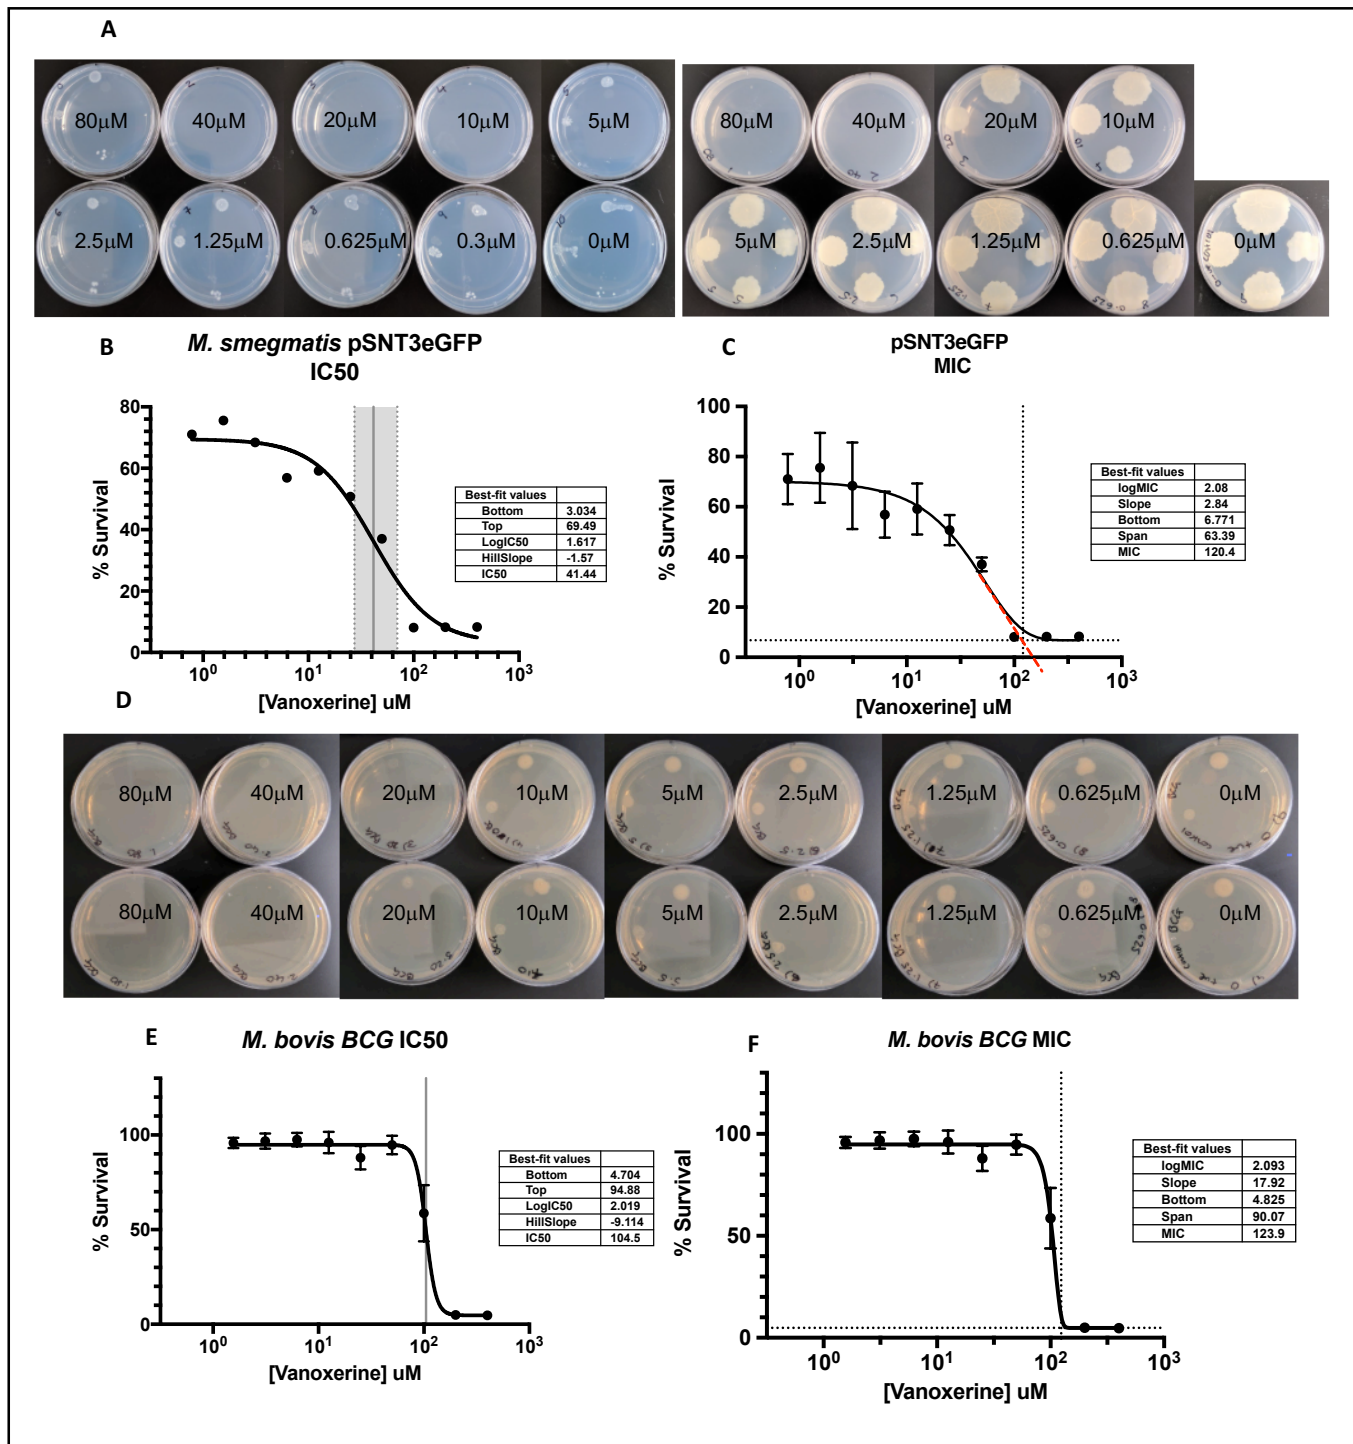 A
80µM 40µM 20µM 10µM 5µM
2.5µM 1.25µM 0.625µM 0.3µM 0µM
80µM 40µM 20µM 10µM
5µM 2.5µM 1.25µM 0.625µM 0µM
B
M. smegmatis pSNT3eGFP
IC50
80
60
40
20
0
% Survival
10⁰ 10¹ 10² 10³
[Vanoxerine] uM
Best-fit values
Bottom 3.034
Top 69.49
LogIC50 1.617
HillSlope -1.57
IC50 41.44
C
pSNT3eGFP
MIC
100
80
60
40
20
0
% Survival
10⁰ 10¹ 10² 10³
[Vanoxerine] uM
Best-fit values
logMIC 2.08
Slope 2.84
Bottom 6.771
Span 63.39
MIC 120.4
D
80µM 40µM 20µM 10µM 5µM 2.5µM 1.25µM 0.625µM 0µM
80µM 40µM 20µM 10µM 5µM 2.5µM 1.25µM 0.625µM 0µM
E
M. bovis BCG IC50
100
50
0
% Survival
10⁰ 10¹ 10² 10³
[Vanoxerine] uM
Best-fit values
Bottom 4.704
Top 94.88
LogIC50 2.019
HillSlope -9.114
IC50 104.5
F
M. bovis BCG MIC
100
50
0
% Survival
10⁰ 10¹ 10² 10³
[Vanoxerine] uM
Best-fit values
logMIC 2.093
Slope 17.92
Bottom 4.825
Span 90.07
MIC 123.9